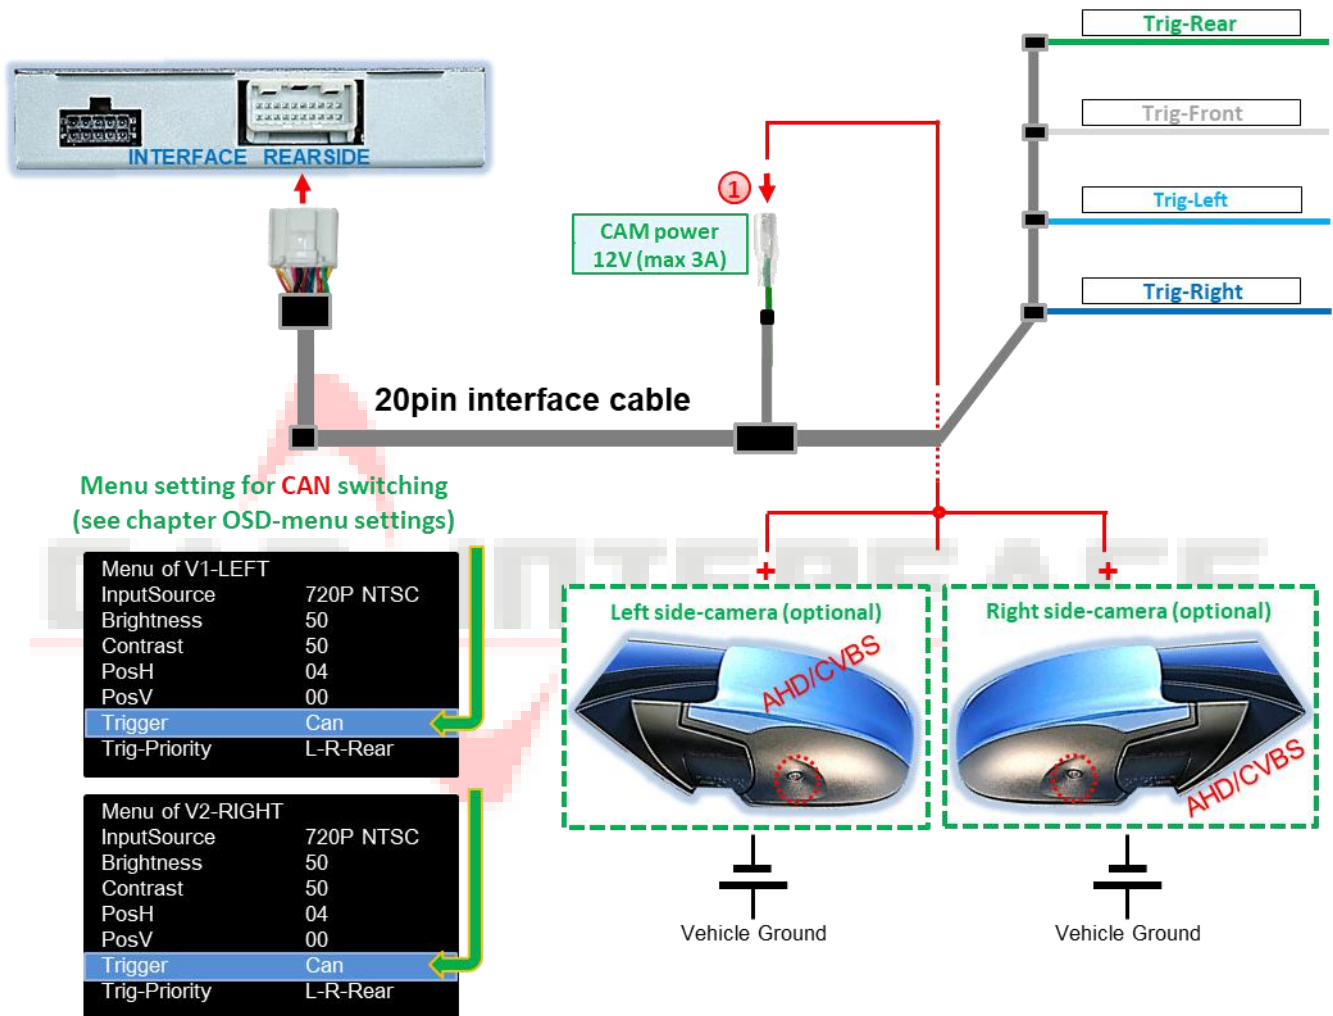 Trig-Rear
Trig-Front
Trig-Left
Trig-Right
INTERFACE REARSIDE
1
CAM power
12V (max 3A)
20pin interface cable
Menu setting for CAN switching
(see chapter OSD-menu settings)
Menu of V1-LEFT
InputSource 720P NTSC
Brightness 50
Contrast 50
PosH 04
PosV 00
Trigger Can
Trig-Priority L-R-Rear
Menu of V2-RIGHT
InputSource 720P NTSC
Brightness 50
Contrast 50
PosH 04
PosV 00
Trigger Can
Trig-Priority L-R-Rear
+
+
Left side-camera (optional)
AHD/CVBS
Right side-camera (optional)
AHD/CVBS
Vehicle Ground
Vehicle Ground